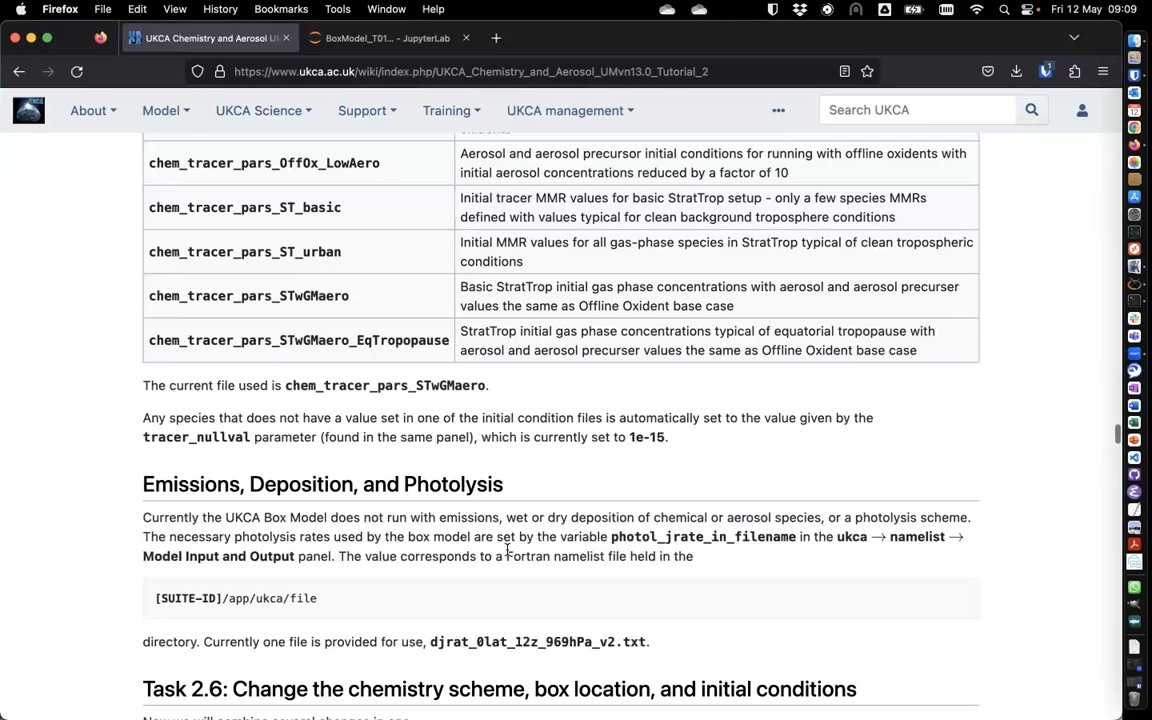 Firefox File Edit View History Bookmarks Tools Window Help Fri 12 May 09:09
UKCA Chemistry and Aerosol U BoxModel_T01... - JupyterLab
https://www.ukca.ac.uk/wiki/index.php/UKCA_Chemistry_and_Aerosol_UMvn13.0_Tutorial_2
About Model UKCA Science Support Training UKCA management Search UKCA
chem_tracer_pars_OffOx_LowAero Aerosol and aerosol precursor initial conditions for running with offline oxidents with
initial aerosol concentrations reduced by a factor of 10
chem_tracer_pars_ST_basic Initial tracer MMR values for basic StratTrop setup - only a few species MMRs
defined with values typical for clean background troposphere conditions
chem_tracer_pars_ST_urban Initial MMR values for all gas-phase species in StratTrop typical of clean tropospheric
conditions
chem_tracer_pars_STwGMaero Basic StratTrop initial gas phase concentrations with aerosol and aerosol precurser
values the same as Offline Oxident base case
chem_tracer_pars_STwGMaero_EqTropopause StratTrop initial gas phase concentrations typical of equatorial tropopause with
aerosol and aerosol precurser values the same as Offline Oxident base case
The current file used is chem_tracer_pars_STwGMaero.
Any species that does not have a value set in one of the initial condition files is automatically set to the value given by the
tracer_nullval parameter (found in the same panel), which is currently set to 1e-15.
Emissions, Deposition, and Photolysis
Currently the UKCA Box Model does not run with emissions, wet or dry deposition of chemical or aerosol species, or a photolysis scheme.
The necessary photolysis rates used by the box model are set by the variable photol_jrate_in_filename in the ukca → namelist →
Model Input and Output panel. The value corresponds to a Fortran namelist file held in the
[SUITE-ID]/app/ukca/file
directory. Currently one file is provided for use, djrat_0lat_12z_969hPa_v2.txt.
Task 2.6: Change the chemistry scheme, box location, and initial conditions
Now we will combine several changes in one